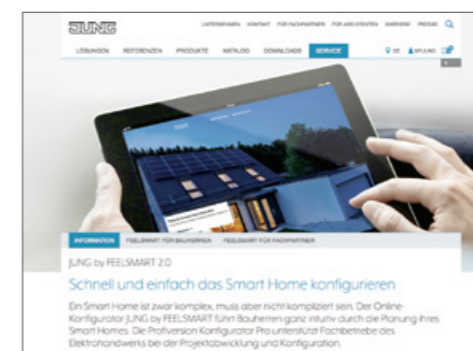 JUNG
UNTERNEHMEN KONTAKT FÜR FACHPARTNER FÜR ARCHITEKTEN KARRIERE PRESSE
LÖSUNGEN REFERENZEN PRODUKTE KATALOG DOWNLOADS SERVICE DE MYJUNG
INFORMATION FEELSMART FÜR BAUHERREN FEELSMART FÜR FACHPARTNER
JUNG by FEELSMART 2.0
Schnell und einfach das Smart Home konfigurieren
Ein Smart Home ist zwar komplex, muss aber nicht kompliziert sein. Der Online-
Konfigurator JUNG by FEELSMART führt Bauherren ganz intuitiv durch die Planung ihres
Smart Homes. Die Profiversion Konfigurator Pro unterstützt Fachbetriebe des
Elektrohandwerks bei der Projektabwicklung und Konfiguration.